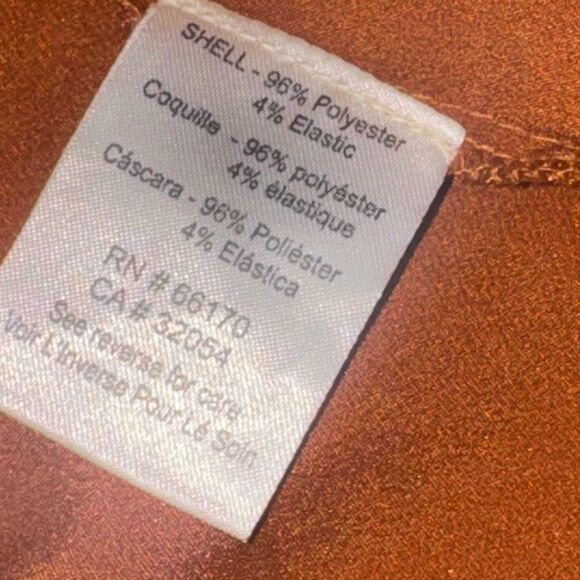 SHELL - 96% Polyester
4% Elastic
Coquille - 96% polyéster
4% élastique
Cáscara - 96% Poliéster
4% Elástica
RN # 66170
CA # 32054
See reverse for care
Voir L'Inverse Pour Le Soin